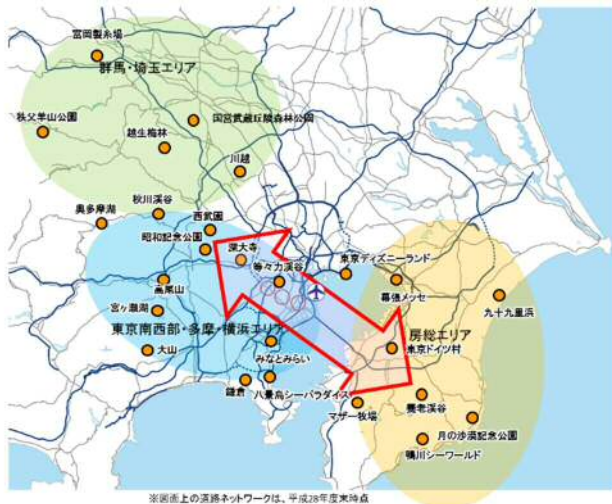 富岡製糸場
群馬・埼玉エリア
秩父羊山公園
国営武蔵丘陵森林公園
越生梅林
川越
秋川渓谷
奥多摩湖
西武園
昭和記念公園
深大寺
等々力渓谷
東京ディズニーランド
高尾山
幕張メッセ
宮ヶ瀬湖
九十九里浜
東京南西部・多摩・横浜エリア
房総エリア
大山
みなとみらい
東京ドイツ村
鎌倉
八景島シーパラダイス
マザー牧場
養老渓谷
月の沙漠記念公園
鴨川シーワールド
※図面上の道路ネットワークは、平成28年度末時点